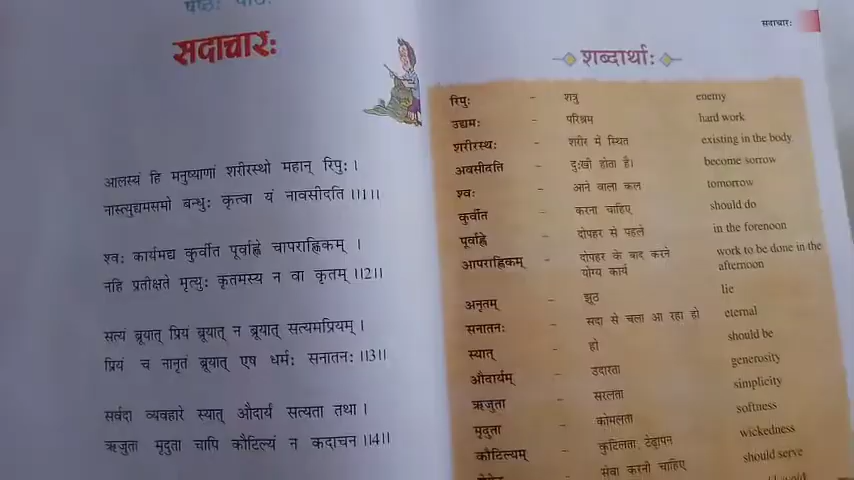 षष्ठः पाठः
सदाचारः
आलस्यं हि मनुष्याणां शरीरस्थो महान् रिपुः ।
नास्त्युद्यमसमो बन्धुः कृत्वा यं नावसीदति ।।1।।
श्वः कार्यमद्य कुर्वीत पूर्वाह्णे चापराह्णिकम् ।
नहि प्रतीक्षते मृत्युः कृतमस्य न वा कृतम् ।।2।।
सत्यं ब्रूयात् प्रियं ब्रूयात् न ब्रूयात् सत्यमप्रियम् ।
प्रियं च नानृतं ब्रूयात् एष धर्मः सनातनः ।।3।।
सर्वदा व्यवहारे स्यात् औदार्यं सत्यता तथा ।
ऋजुता मृदुता चापि कौटिल्यं न कदाचन ।।4।।
सदाचारः
शब्दार्थाः
रिपुः – शत्रु enemy
उद्यमः – परिश्रम hard work
शरीरस्थः – शरीर में स्थित existing in the body
अवसीदति – दुःखी होता है। become sorrow
श्वः – आने वाला कल tomorrow
कुर्वीत – करना चाहिए should do
पूर्वाह्णे – दोपहर से पहले in the forenoon
आपराह्णिकम् – दोपहर के बाद करने योग्य कार्य work to be done in the afternoon
अनृतम् – झूठ lie
सनातनः – सदा से चला आ रहा हो eternal
स्यात् – हो should be
औदार्यम् – उदारता generosity
ऋजुता – सरलता simplicity
मृदुता – कोमलता softness
कौटिल्यम् – कुटिलता, टेढ़ापन wickedness
सेवा करनी चाहिए should serve